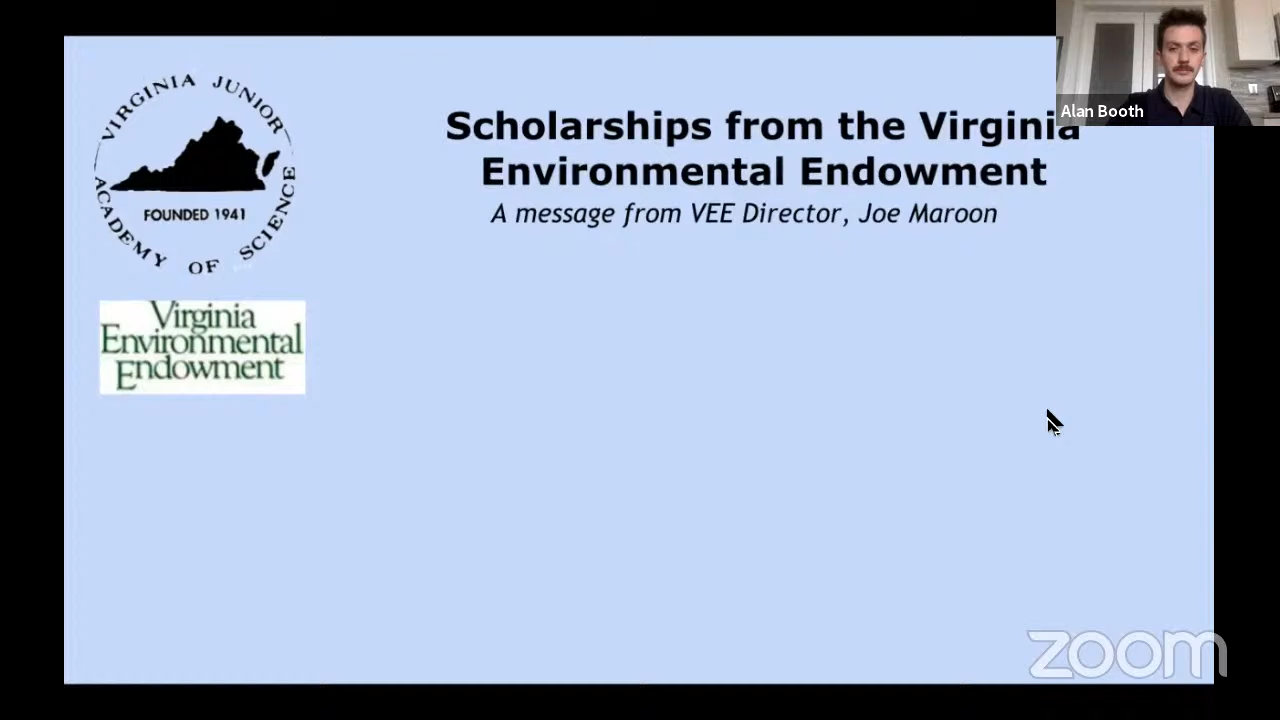 VIRGINIA JUNIOR
ACADEMY OF SCIENCE
FOUNDED 1941
Scholarships from the Virginia
Environmental Endowment
A message from VEE Director, Joe Maroon
Alan Booth
Virginia
Environmental
Endowment
zoom